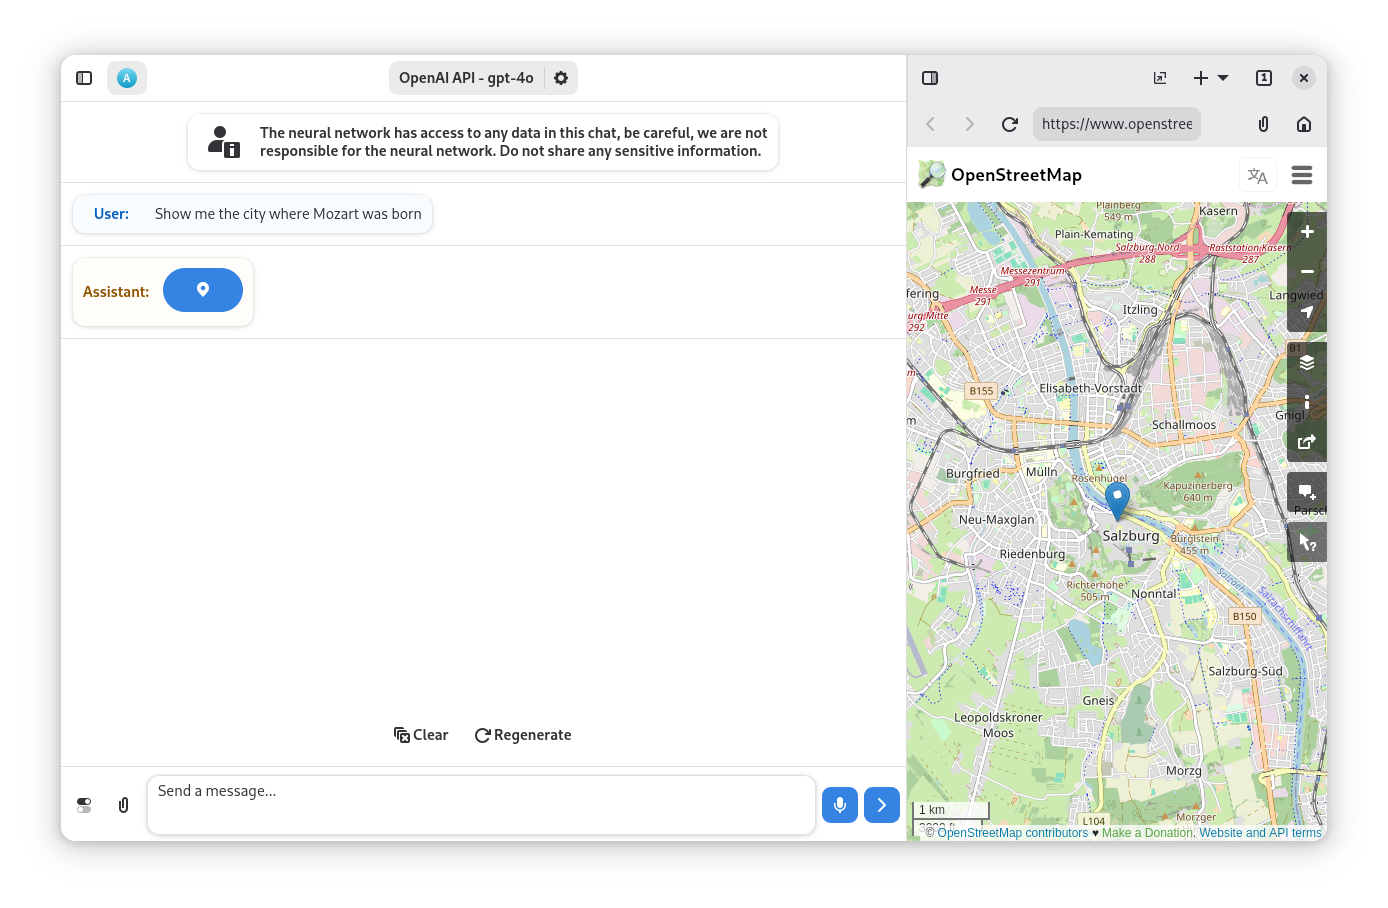 A
OpenAI API - gpt-4o
The neural network has access to any data in this chat, be careful, we are not
responsible for the neural network. Do not share any sensitive information.
User: Show me the city where Mozart was born
Assistant:
Clear
Regenerate
Send a message...
1
https://www.openstree
OpenStreetMap
Plainberg
549 m
Kasern
Plain-Kemating
Salzburg Nord
288
Raststation Kasern
287
Messezentrum
291
Messe
291
fering
Langwied
urg Mitte
292
Itzling
B1
B155
Elisabeth-Vorstadt
Gnigl
Schallmoos
Burgfried
Mülln
Rosenhügel
Kapuzinerberg
640 m
Parsch
Neu-Maxglan
Salzburg
Bürglstein
455 m
Riedenburg
Richterhöhe
505 m
Nonntal
Salzach
Salzachschiffahrt
B150
Salzburg-Süd
Gneis
Leopoldskroner
Moos
Morzg
1 km
L104
Morzger
© OpenStreetMap contributors ♥ Make a Donation. Website and API terms